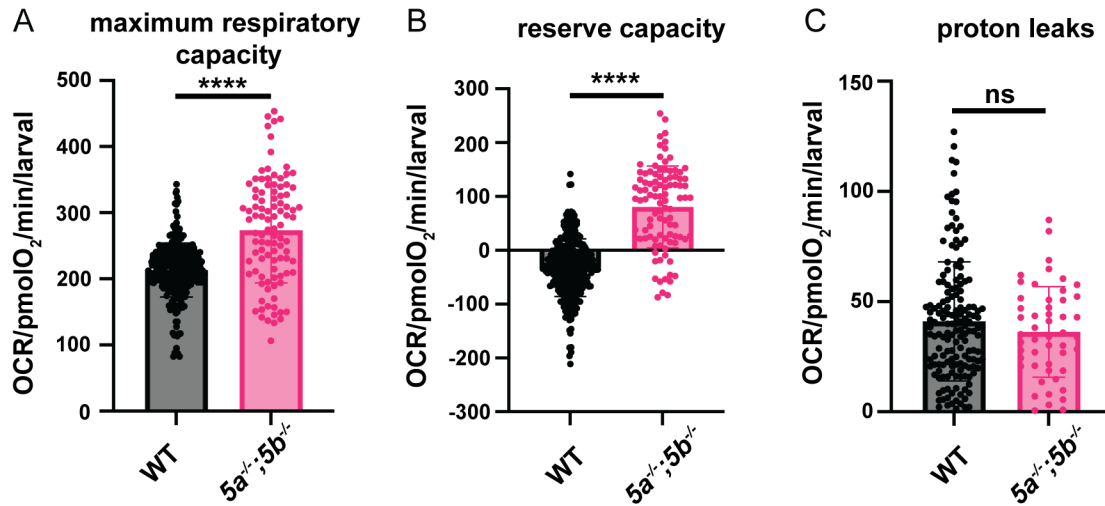 A
maximum respiratory
capacity
OCR/pmolO₂/min/larval
500
400
300
200
100
0
****
WT
5a⁻/⁻;5b⁻/⁻
B
reserve capacity
OCR/pmolO₂/min/larval
300
200
100
0
-100
-200
-300
****
WT
5a⁻/⁻;5b⁻/⁻
C
proton leaks
OCR/pmolO₂/min/larval
150
100
50
0
ns
WT
5a⁻/⁻;5b⁻/⁻